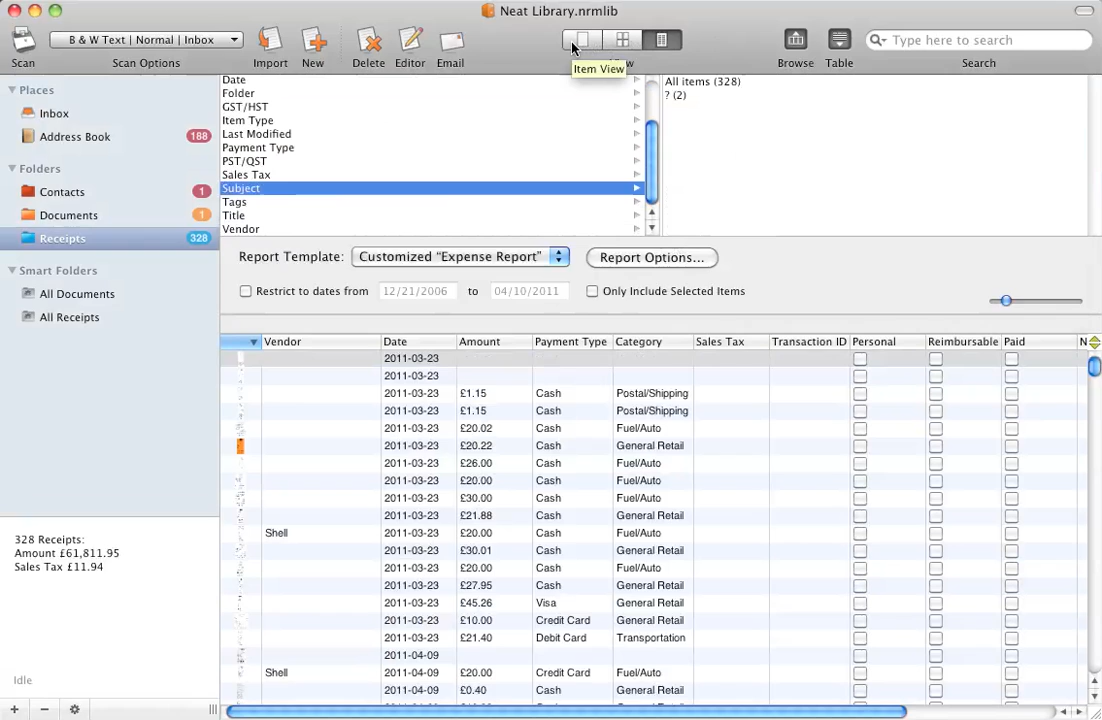 Neat Library.nrmlib
B & W Text | Normal | Inbox
Type here to search
Scan Scan Options Import New Delete Editor Email Browse Table Search
Item View
Places
Inbox
Address Book 188
Folders
Contacts 1
Documents 1
Receipts 328
Smart Folders
All Documents
All Receipts
328 Receipts:
Amount £61,811.95
Sales Tax £11.94
Idle
Date
Folder
GST/HST
Item Type
Last Modified
Payment Type
PST/QST
Sales Tax
Subject
Tags
Title
Vendor
All items (328)
? (2)
Report Template: Customized “Expense Report” Report Options...
Restrict to dates from 12/21/2006 to 04/10/2011 Only Include Selected Items
Vendor Date Amount Payment Type Category Sales Tax Transaction ID Personal Reimbursable Paid N
2011-03-23
2011-03-23
2011-03-23 £1.15 Cash Postal/Shipping
2011-03-23 £1.15 Cash Postal/Shipping
2011-03-23 £20.02 Cash Fuel/Auto
2011-03-23 £20.22 Cash General Retail
2011-03-23 £26.00 Cash Fuel/Auto
2011-03-23 £20.00 Cash Fuel/Auto
2011-03-23 £30.00 Cash Fuel/Auto
2011-03-23 £21.88 Cash General Retail
Shell 2011-03-23 £20.00 Cash Fuel/Auto
2011-03-23 £30.01 Cash General Retail
2011-03-23 £20.00 Cash Fuel/Auto
2011-03-23 £27.95 Cash General Retail
2011-03-23 £45.26 Visa General Retail
2011-03-23 £10.00 Credit Card General Retail
2011-03-23 £21.40 Debit Card Transportation
2011-04-09
Shell 2011-04-09 £20.00 Credit Card Fuel/Auto
2011-04-09 £0.40 Cash General Retail